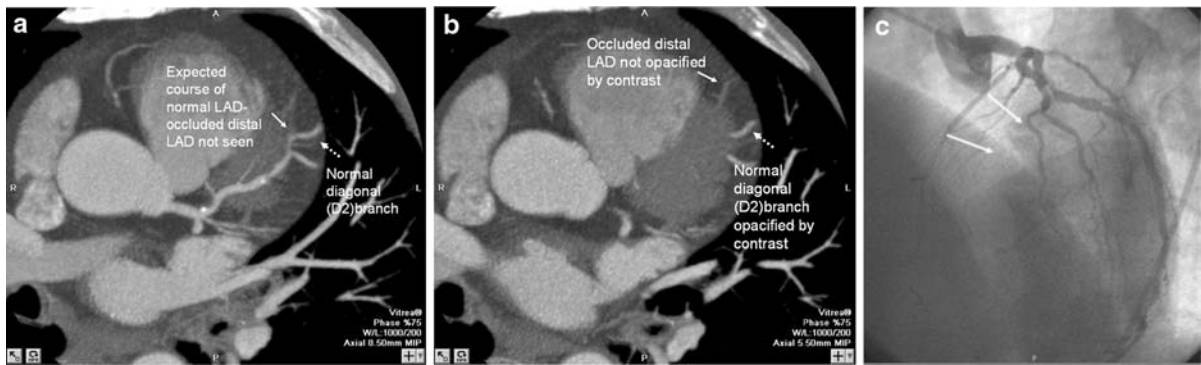 a
A
Expected
course of
normal LAD-
occluded distal
LAD not seen
Normal
diagonal
(D2)branch
R
L
Vitrea®
Phase %75
W/L:1000/200
Axial 8.50mm MIP
P
b
A
Occluded distal
LAD not opacified
by contrast
Normal
diagonal
(D2)branch
opacified by
contrast
R
L
Vitrea®
Phase %75
W/L:1000/200
Axial 5.50mm MIP
P
c